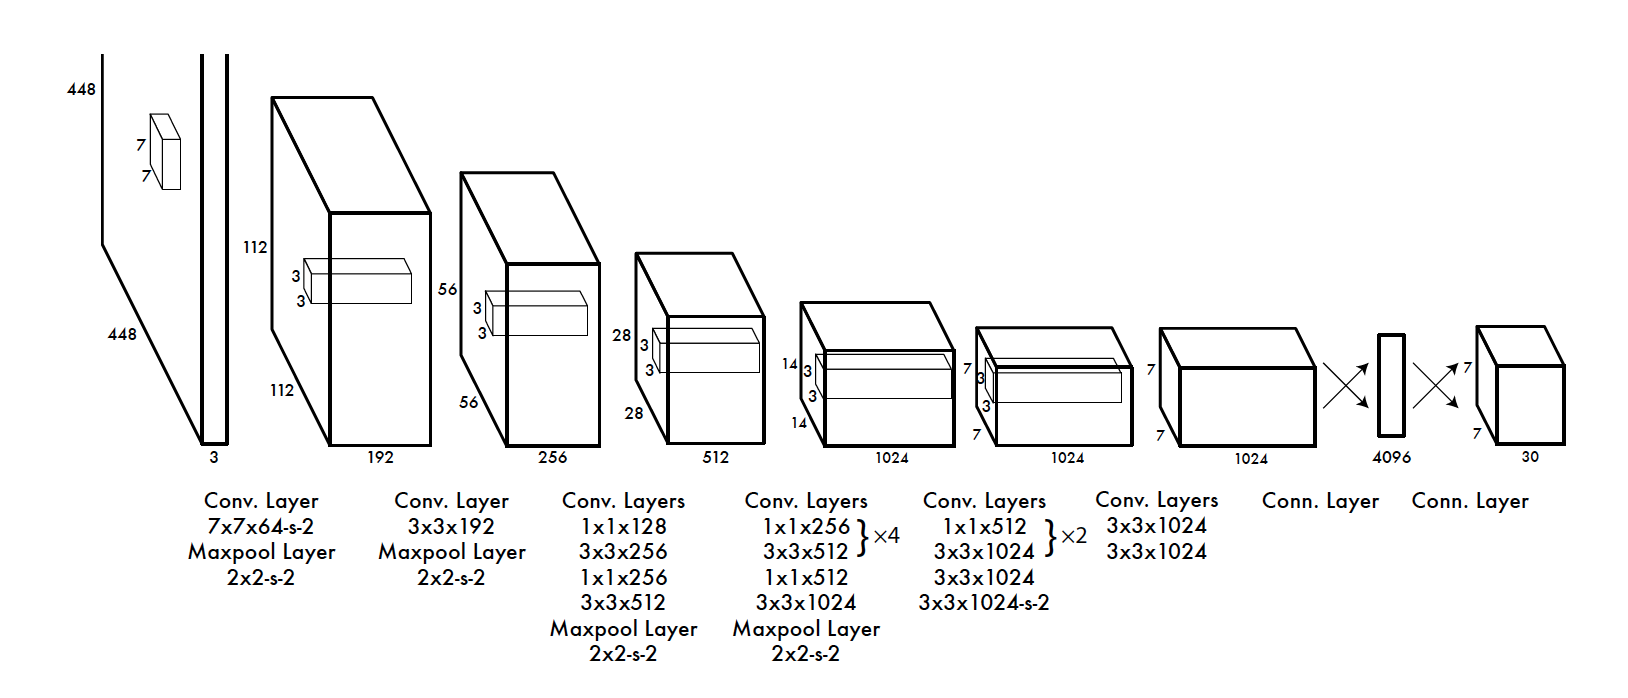 448
448
7
7
3
112
112
3
3
192
56
56
3
3
256
28
28
3
3
512
14
14
3
3
1024
7
7
3
3
1024
7
7
1024
4096
7
7
30
Conv. Layer
7x7x64-s-2
Maxpool Layer
2x2-s-2
Conv. Layer
3x3x192
Maxpool Layer
2x2-s-2
Conv. Layers
1x1x128
3x3x256
1x1x256
3x3x512
Maxpool Layer
2x2-s-2
Conv. Layers
1x1x256
3x3x512
}×4
1x1x512
3x3x1024
Maxpool Layer
2x2-s-2
Conv. Layers
1x1x512
3x3x1024
}×2
3x3x1024
3x3x1024-s-2
Conv. Layers
3x3x1024
3x3x1024
Conn. Layer
Conn. Layer